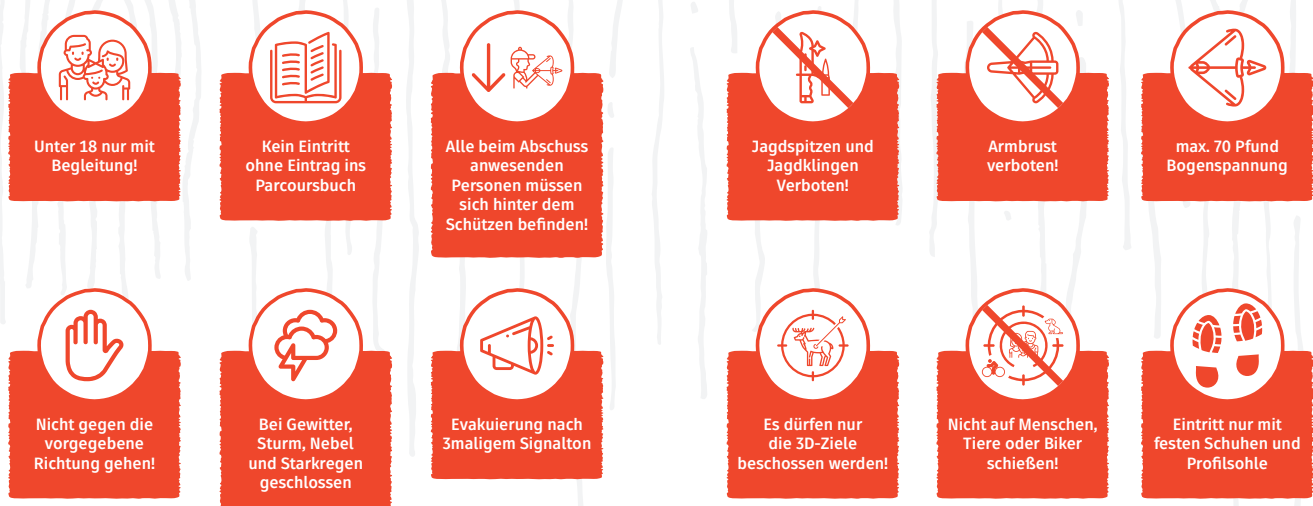 Unter 18 nur mit
Begleitung!
Kein Eintritt
ohne Eintrag ins
Parcoursbuch
Alle beim Abschuss
anwesenden
Personen müssen
sich hinter dem
Schützen befinden!
Jagdspitzen und
Jagdklingen
Verboten!
Armbrust
verboten!
max. 70 Pfund
Bogenspannung
Nicht gegen die
vorgegebene
Richtung gehen!
Bei Gewitter,
Sturm, Nebel
und Starkregen
geschlossen
Evakuierung nach
3maligem Signalton
Es dürfen nur
die 3D-Ziele
beschossen werden!
Nicht auf Menschen,
Tiere oder Biker
schießen!
Eintritt nur mit
festen Schuhen und
Profilsohle